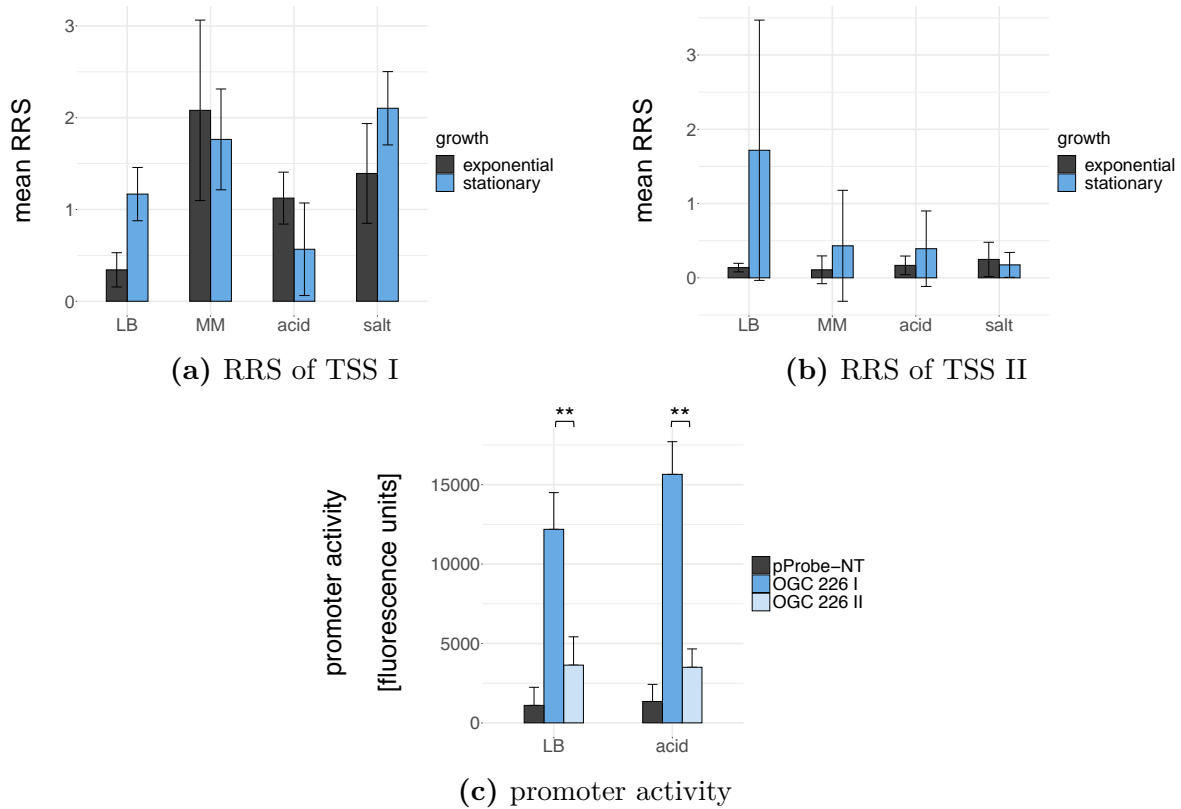 mean RRS
3
2
1
0
LB MM acid salt
growth
exponential
stationary
(a) RRS of TSS I
mean RRS
3
2
1
0
LB MM acid salt
growth
exponential
stationary
(b) RRS of TSS II
promoter activity
[fluorescence units]
** **
15000
10000
5000
0
LB acid
pProbe-NT
OGC 226 I
OGC 226 II
(c) promoter activity